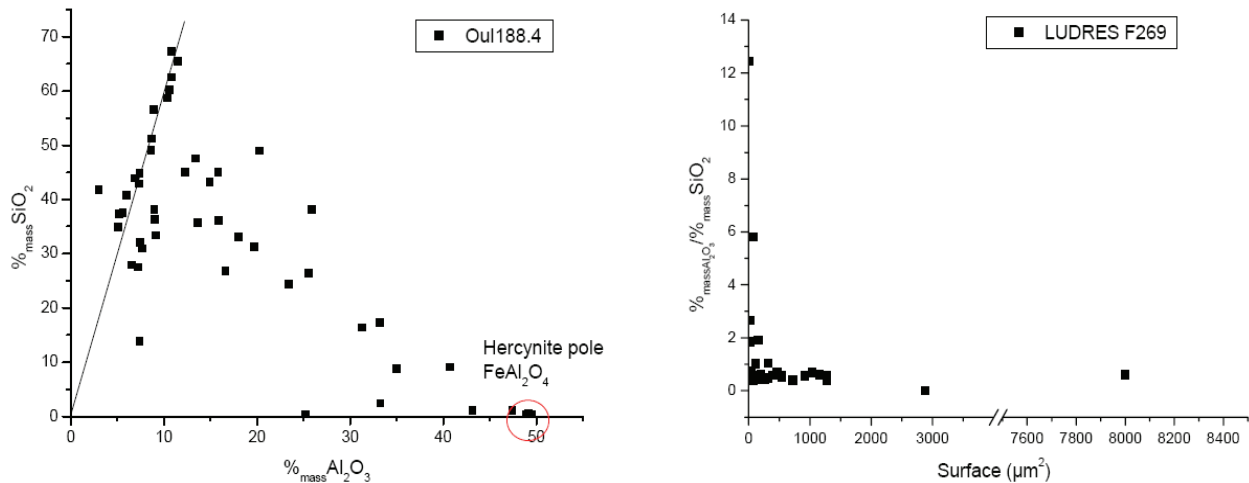 Oul188.4
%massSiO2
70
60
50
40
30
20
10
0
Hercynite pole
FeAl2O4
0 10 20 30 40 50
%massAl2O3
LUDRES F269
%massAl2O3/%massSiO2
14
12
10
8
6
4
2
0
0 1000 2000 3000 7600 7800 8000 8200 8400
Surface (µm²)